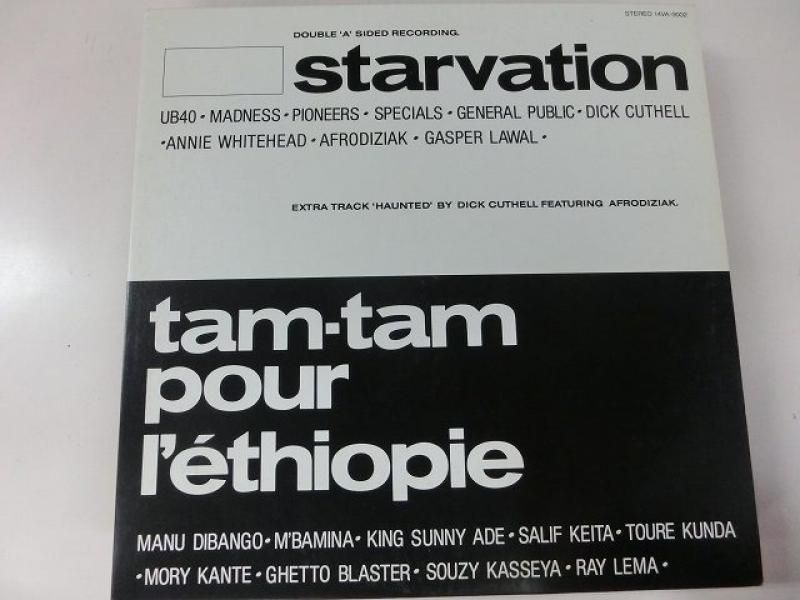 STEREO 14VA-9002
DOUBLE 'A' SIDED RECORDING.
starvation
UB40 • MADNESS • PIONEERS • SPECIALS • GENERAL PUBLIC • DICK CUTHELL
• ANNIE WHITEHEAD • AFRODIZIAK • GASPER LAWAL •
EXTRA TRACK 'HAUNTED' BY DICK CUTHELL FEATURING AFRODIZIAK.
tam-tam
pour
l'éthiopie
MANU DIBANGO • M'BAMINA • KING SUNNY ADE • SALIF KEITA • TOURE KUNDA
• MORY KANTE • GHETTO BLASTER • SOUZY KASSEYA • RAY LEMA •